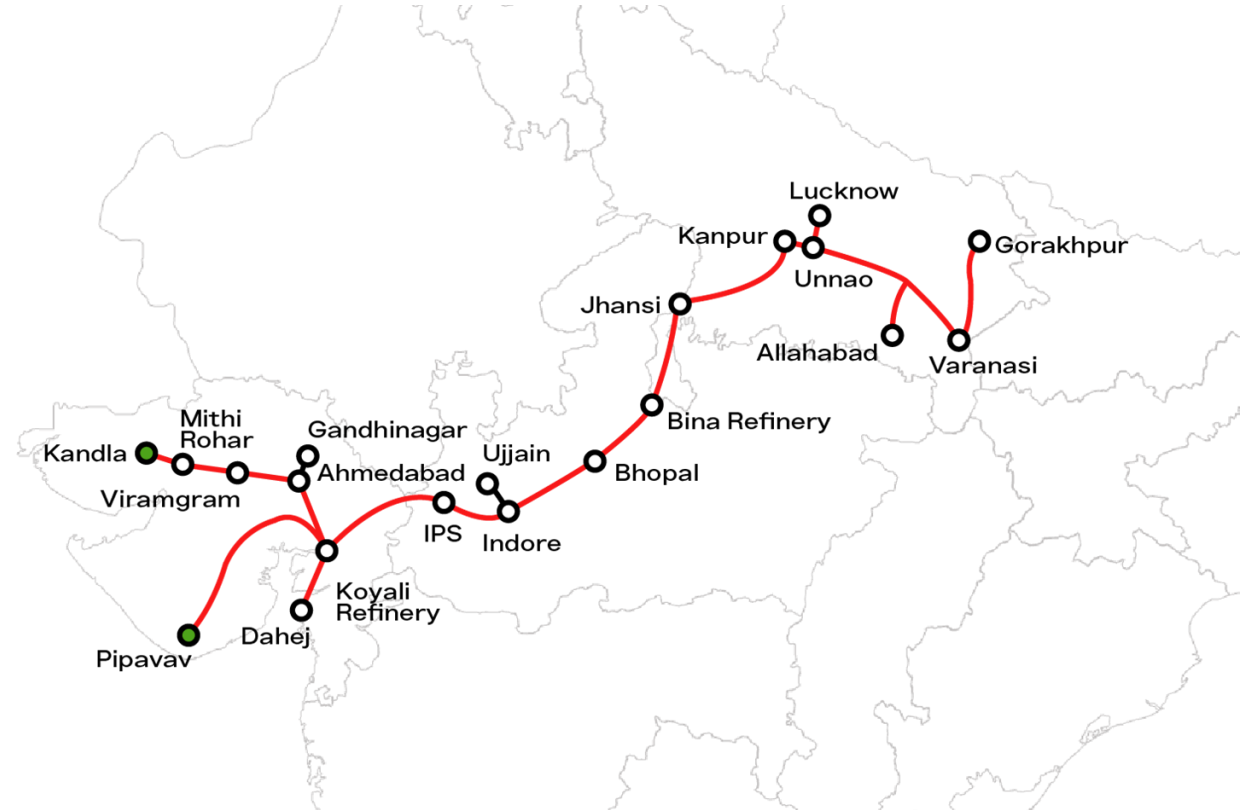 Lucknow
Kanpur
Gorakhpur
Unnao
Jhansi
Allahabad
Varanasi
Mithi
Rohar
Gandhinagar
Bina Refinery
Kandla
Ujjain
Ahmedabad
Bhopal
Viramgram
IPS
Indore
Koyali
Refinery
Dahej
Pipavav